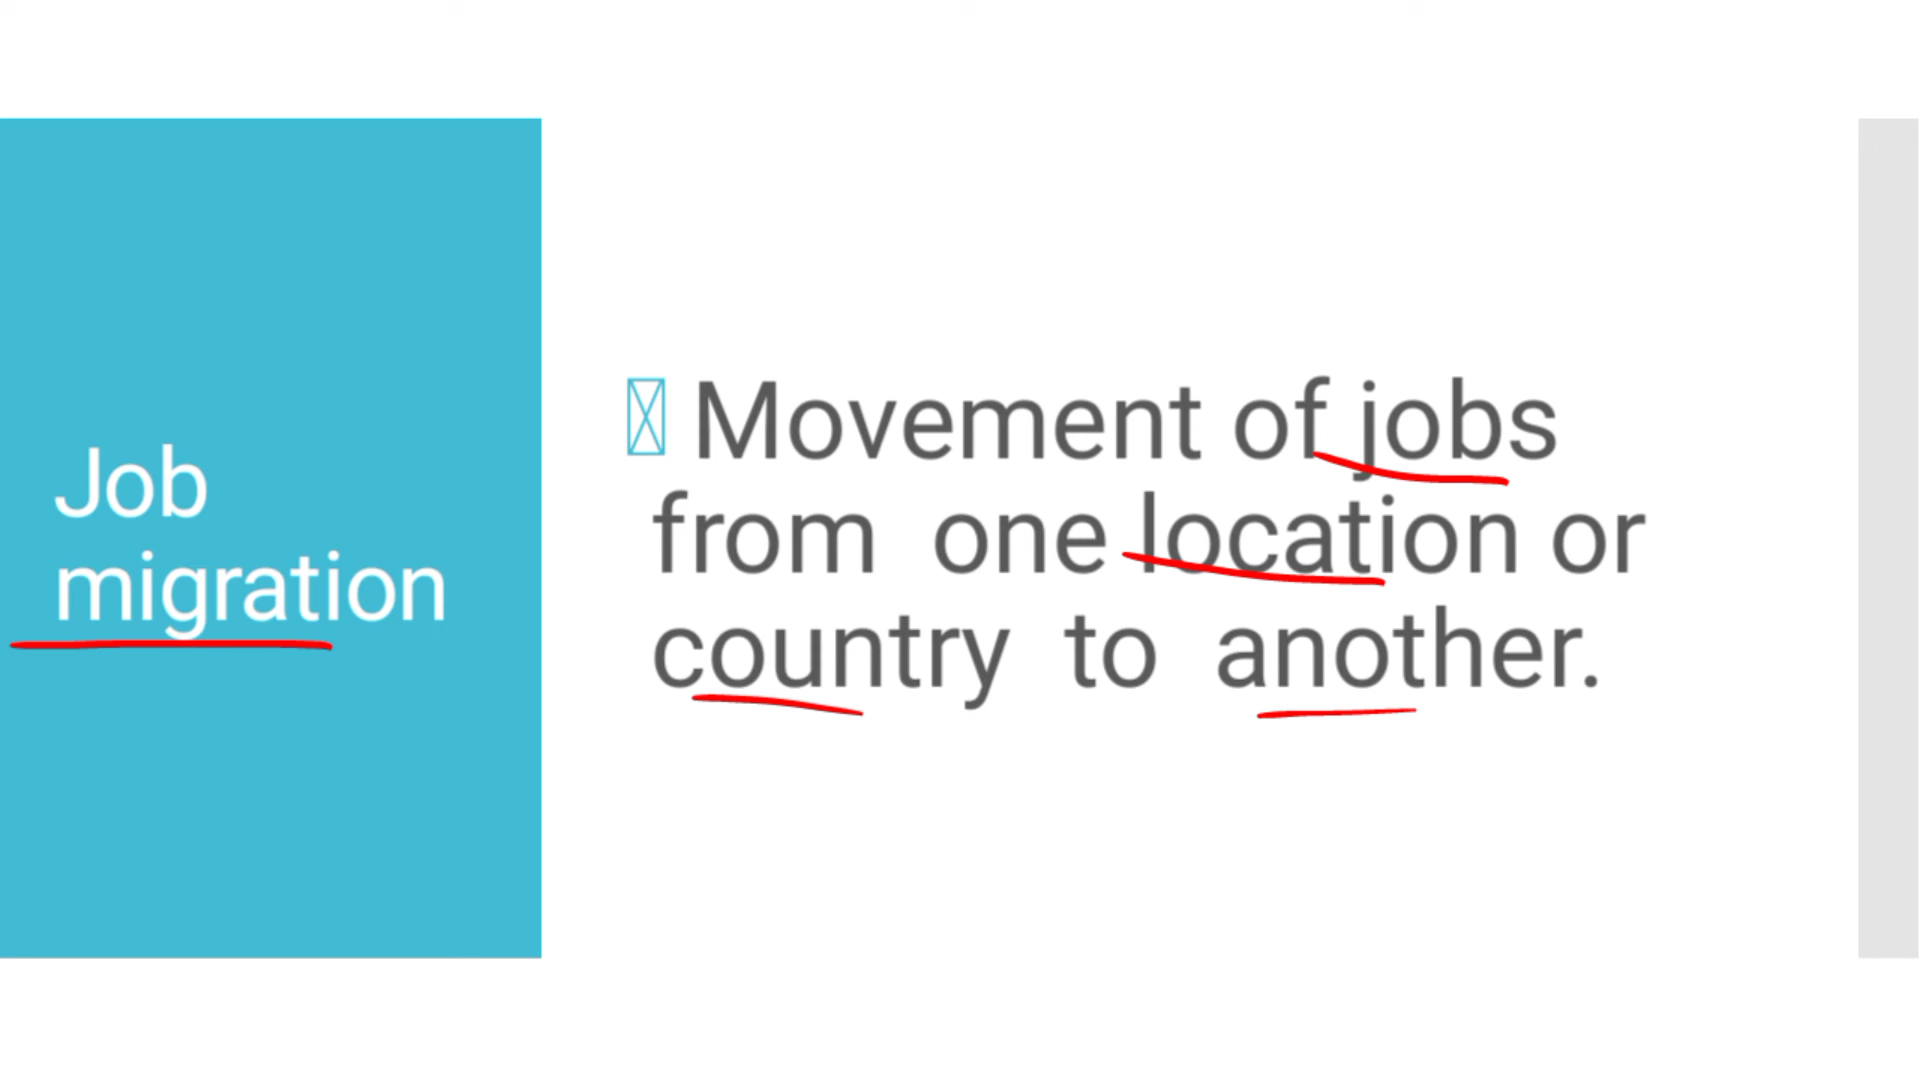 Job
migration
Movement of jobs
from one location or
country to another.